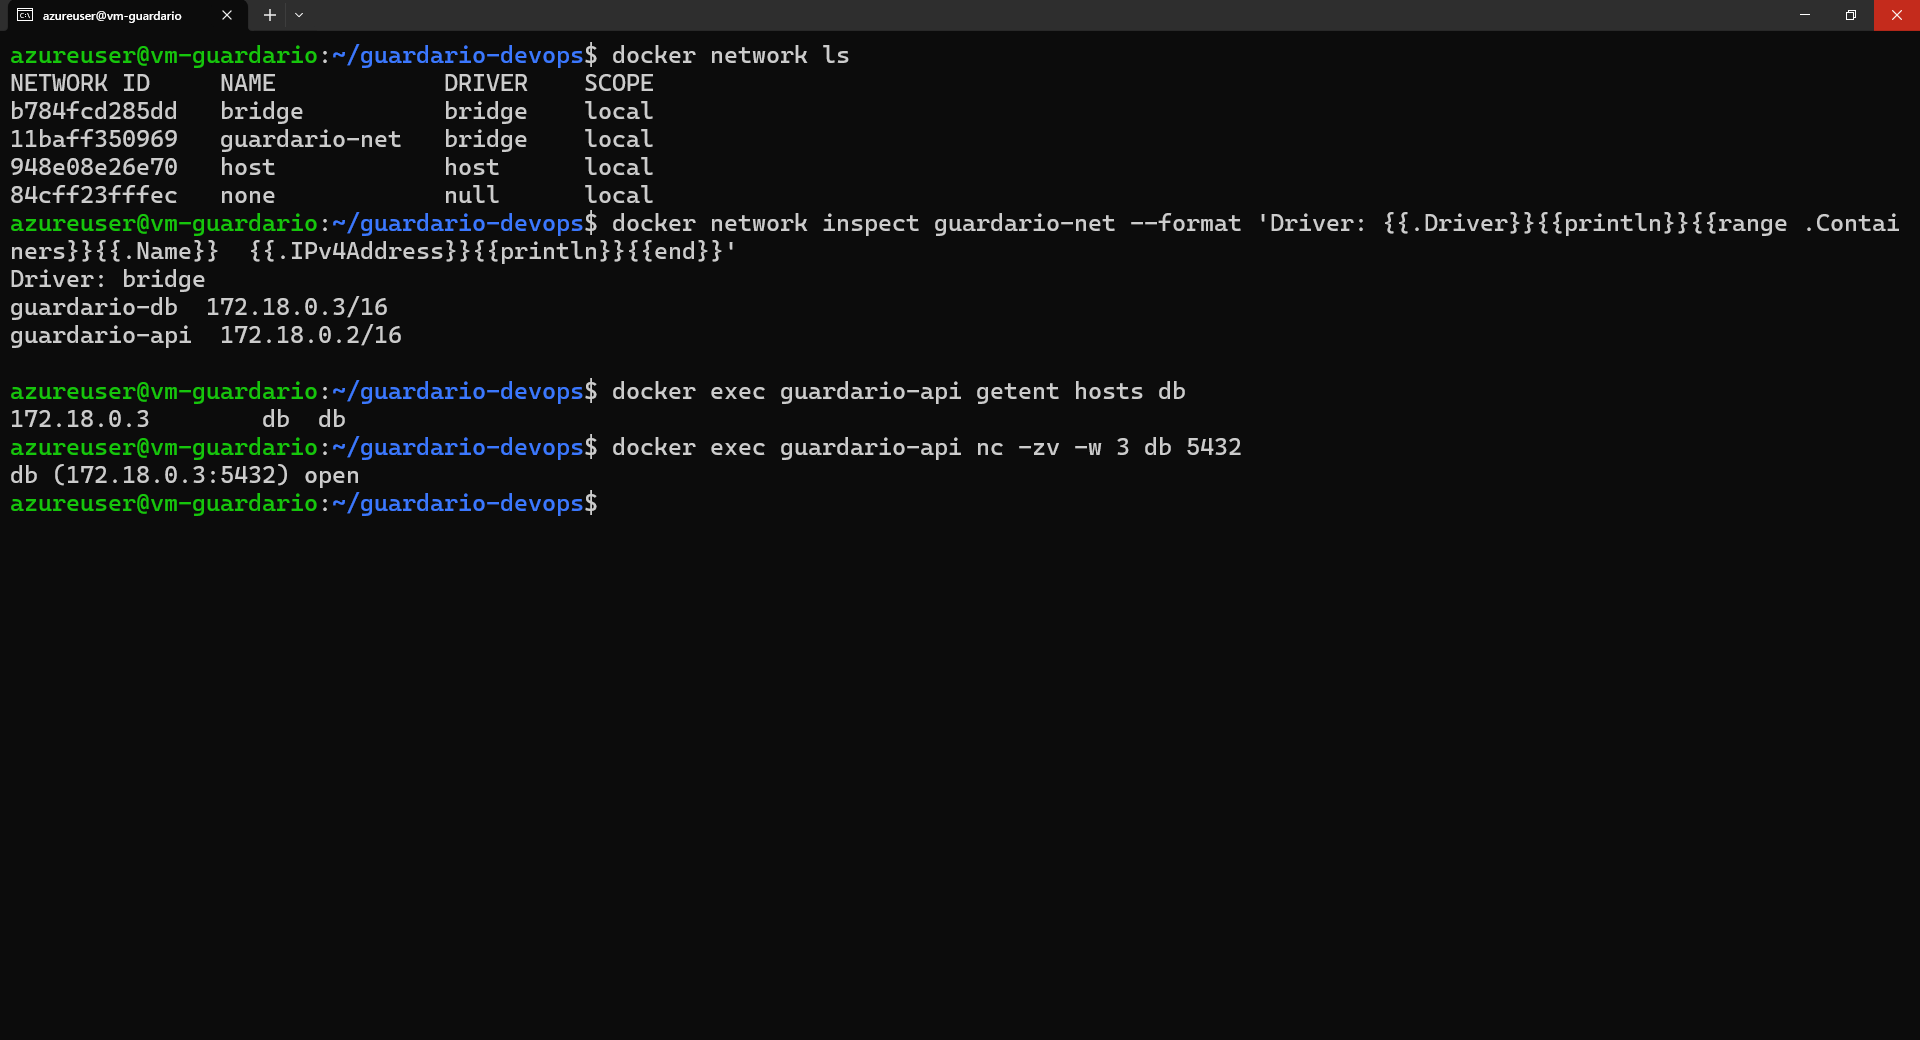 azureuser@vm-guardario
azureuser@vm-guardario:~/guardario-devops$ docker network ls
NETWORK ID     NAME            DRIVER    SCOPE
b784fcd285dd   bridge          bridge    local
11baff350969   guardario-net   bridge    local
948e08e26e70   host            host      local
84cff23fffec   none            null      local
azureuser@vm-guardario:~/guardario-devops$ docker network inspect guardario-net --format 'Driver: {{.Driver}}{{println}}{{range .Contai
ners}}{{.Name}}  {{.IPv4Address}}{{println}}{{end}}'
Driver: bridge
guardario-db  172.18.0.3/16
guardario-api  172.18.0.2/16
azureuser@vm-guardario:~/guardario-devops$ docker exec guardario-api getent hosts db
172.18.0.3        db  db
azureuser@vm-guardario:~/guardario-devops$ docker exec guardario-api nc -zv -w 3 db 5432
db (172.18.0.3:5432) open
azureuser@vm-guardario:~/guardario-devops$